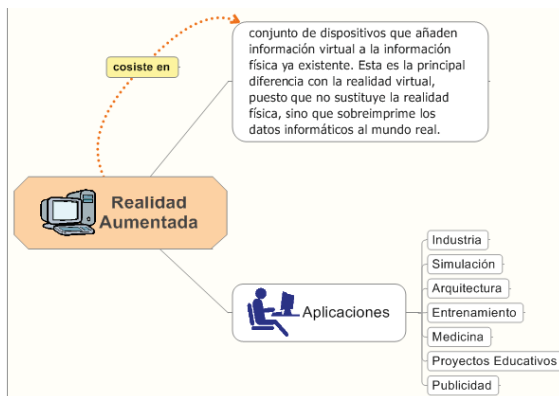 conjunto de dispositivos que añaden
información virtual a la información
física ya existente. Esta es la principal
diferencia con la realidad virtual,
puesto que no sustituye la realidad
física, sino que sobreimprime los
datos informáticos al mundo real.
cosiste en
Realidad
Aumentada
Aplicaciones
Industria
Simulación
Arquitectura
Entrenamiento
Medicina
Proyectos Educativos
Publicidad